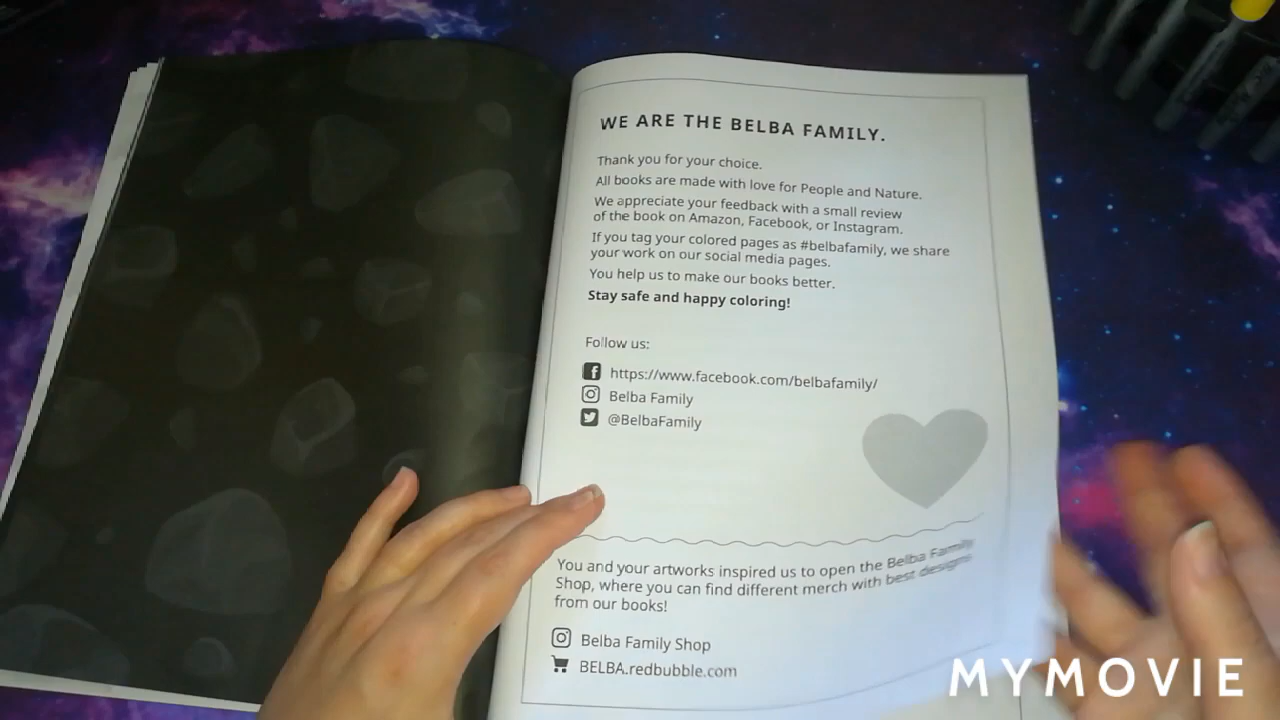 WE ARE THE BELBA FAMILY.
Thank you for your choice.
All books are made with love for People and Nature.
We appreciate your feedback with a small review
of the book on Amazon, Facebook, or Instagram.
If you tag your colored pages as #belbafamily, we share
your work on our social media pages.
You help us to make our books better.
Stay safe and happy coloring!
Follow us:
https://www.facebook.com/belbafamily/
Belba Family
@BelbaFamily
You and your artworks inspired us to open the Belba Family
Shop, where you can find different merch with best designs
from our books!
Belba Family Shop
BELBA.redbubble.com
MYMOVIE